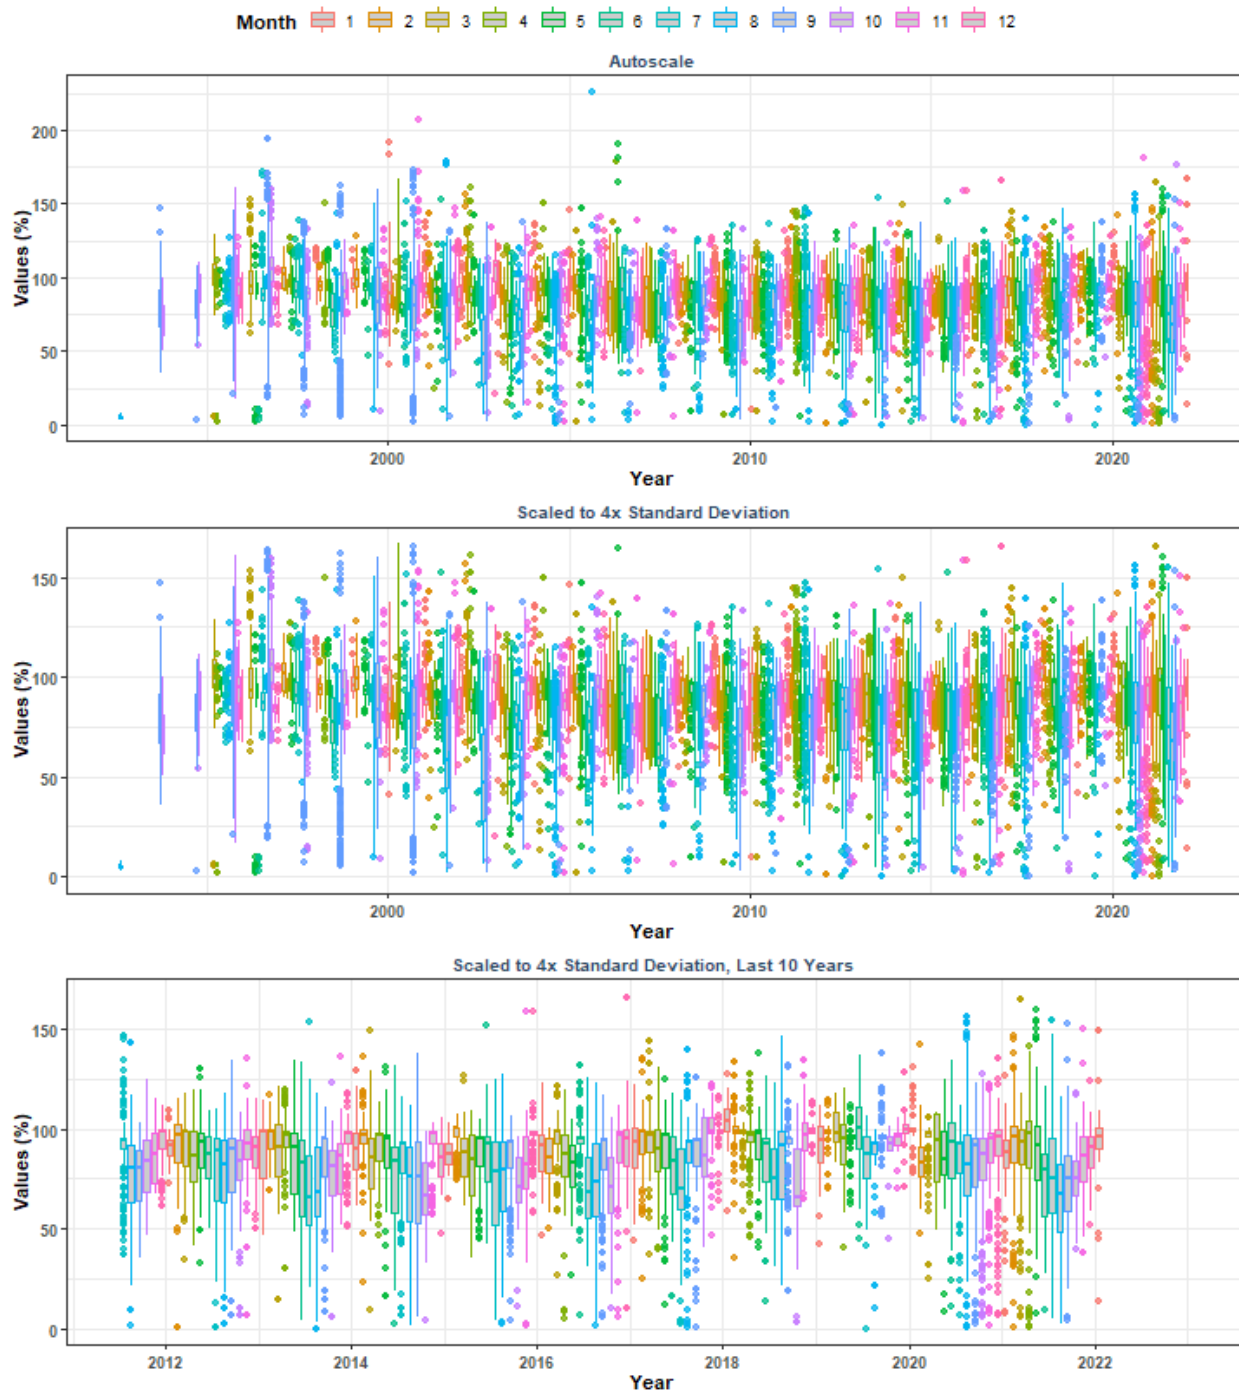 Month 1 2 3 4 5 6 7 8 9 10 11 12
Autoscale
Values (%)
200
150
100
50
0
2000 2010 2020
Year
Scaled to 4x Standard Deviation
Values (%)
150
100
50
0
2000 2010 2020
Year
Scaled to 4x Standard Deviation, Last 10 Years
Values (%)
150
100
50
0
2012 2014 2016 2018 2020 2022
Year